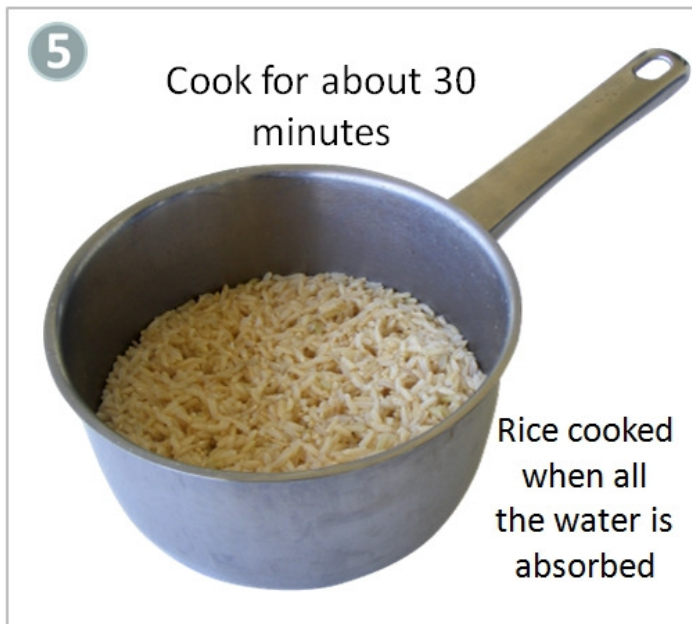 5
Cook for about 30
minutes
Rice cooked
when all
the water is
absorbed